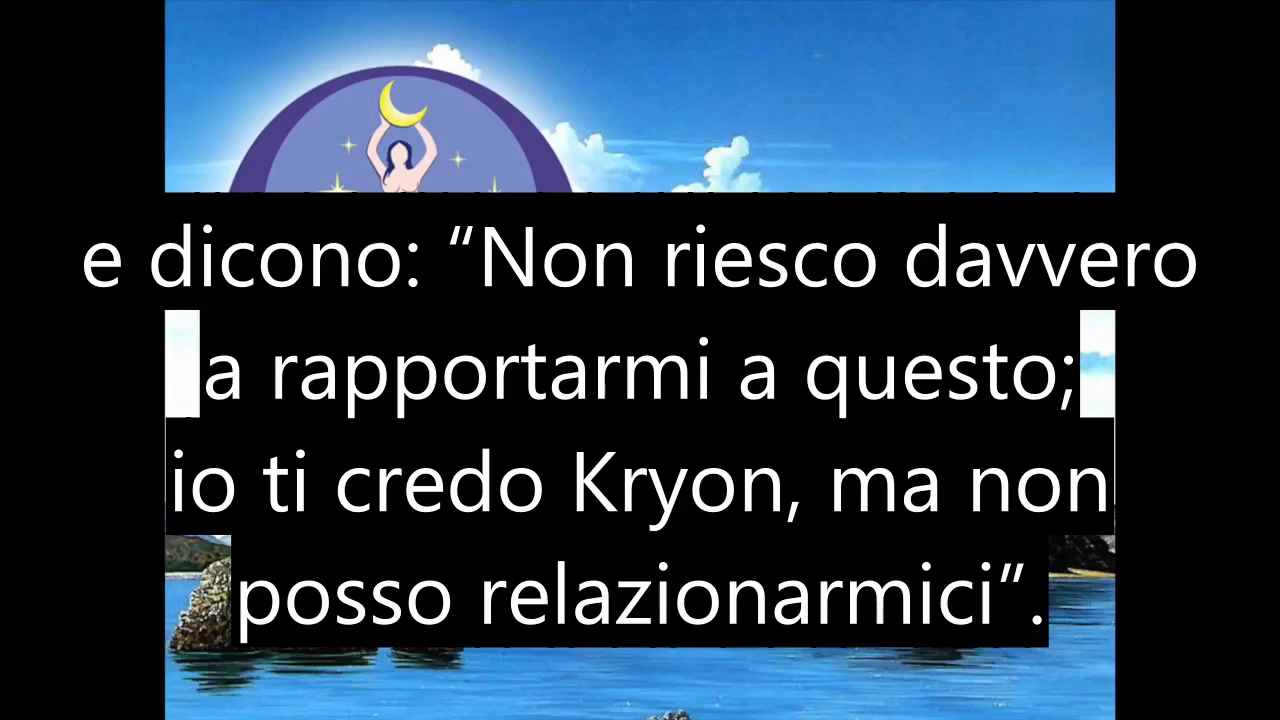 e dicono: “Non riesco davvero
a rapportarmi a questo;
io ti credo Kryon, ma non
posso relazionarmici”.